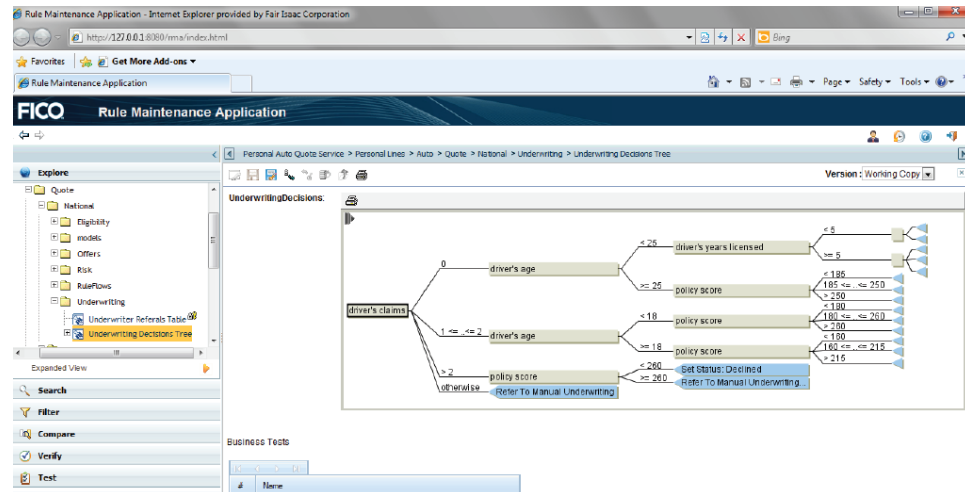 Rule Maintenance Application - Internet Explorer provided by Fair Isaac Corporation
http://127.0.0.1:8080/rma/index.html
Bing
Favorites
Get More Add-ons
Rule Maintenance Application
Page Safety Tools
FICO Rule Maintenance Application
Personal Auto Quote Service > Personal Lines > Auto > Quote > National > Underwriting > Underwriting Decisions Tree
Explore
Version : Working Copy
Quote
National
Eligibility
models
Offers
Risk
RuleFlows
Underwriting
Underwriter Referrals Table
Underwriting Decisions Tree
Expanded View
Search
Filter
Compare
Verify
Test
UnderwritingDecisions:
driver's claims
0
driver's age
< 25
driver's years licensed
< 5
>= 5
>= 25
policy score
< 185
185 <= ..<= 250
> 250
1 <= ..<= 2
driver's age
< 18
policy score
< 180
180 <= ..<= 260
> 260
>= 18
policy score
< 160
160 <= ..<= 215
> 215
> 2
policy score
< 260
Set Status: Declined
>= 260
Refer To Manual Underwriting...
otherwise
Refer To Manual Underwriting
Business Tests
# Name